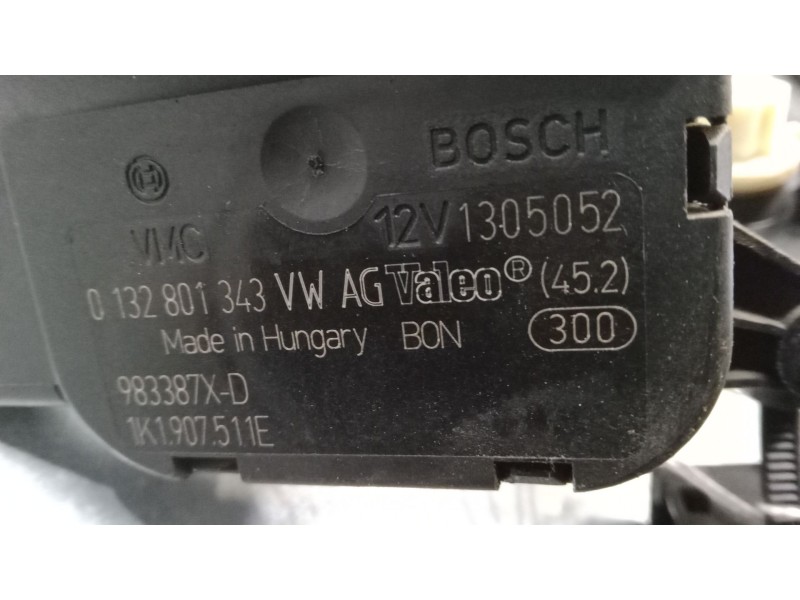 BOSCH
VMC 12V 1305052
0 132 801 343 VW AG Valeo® (45.2)
Made in Hungary BON 300
983387X-D
1K1.907.511E